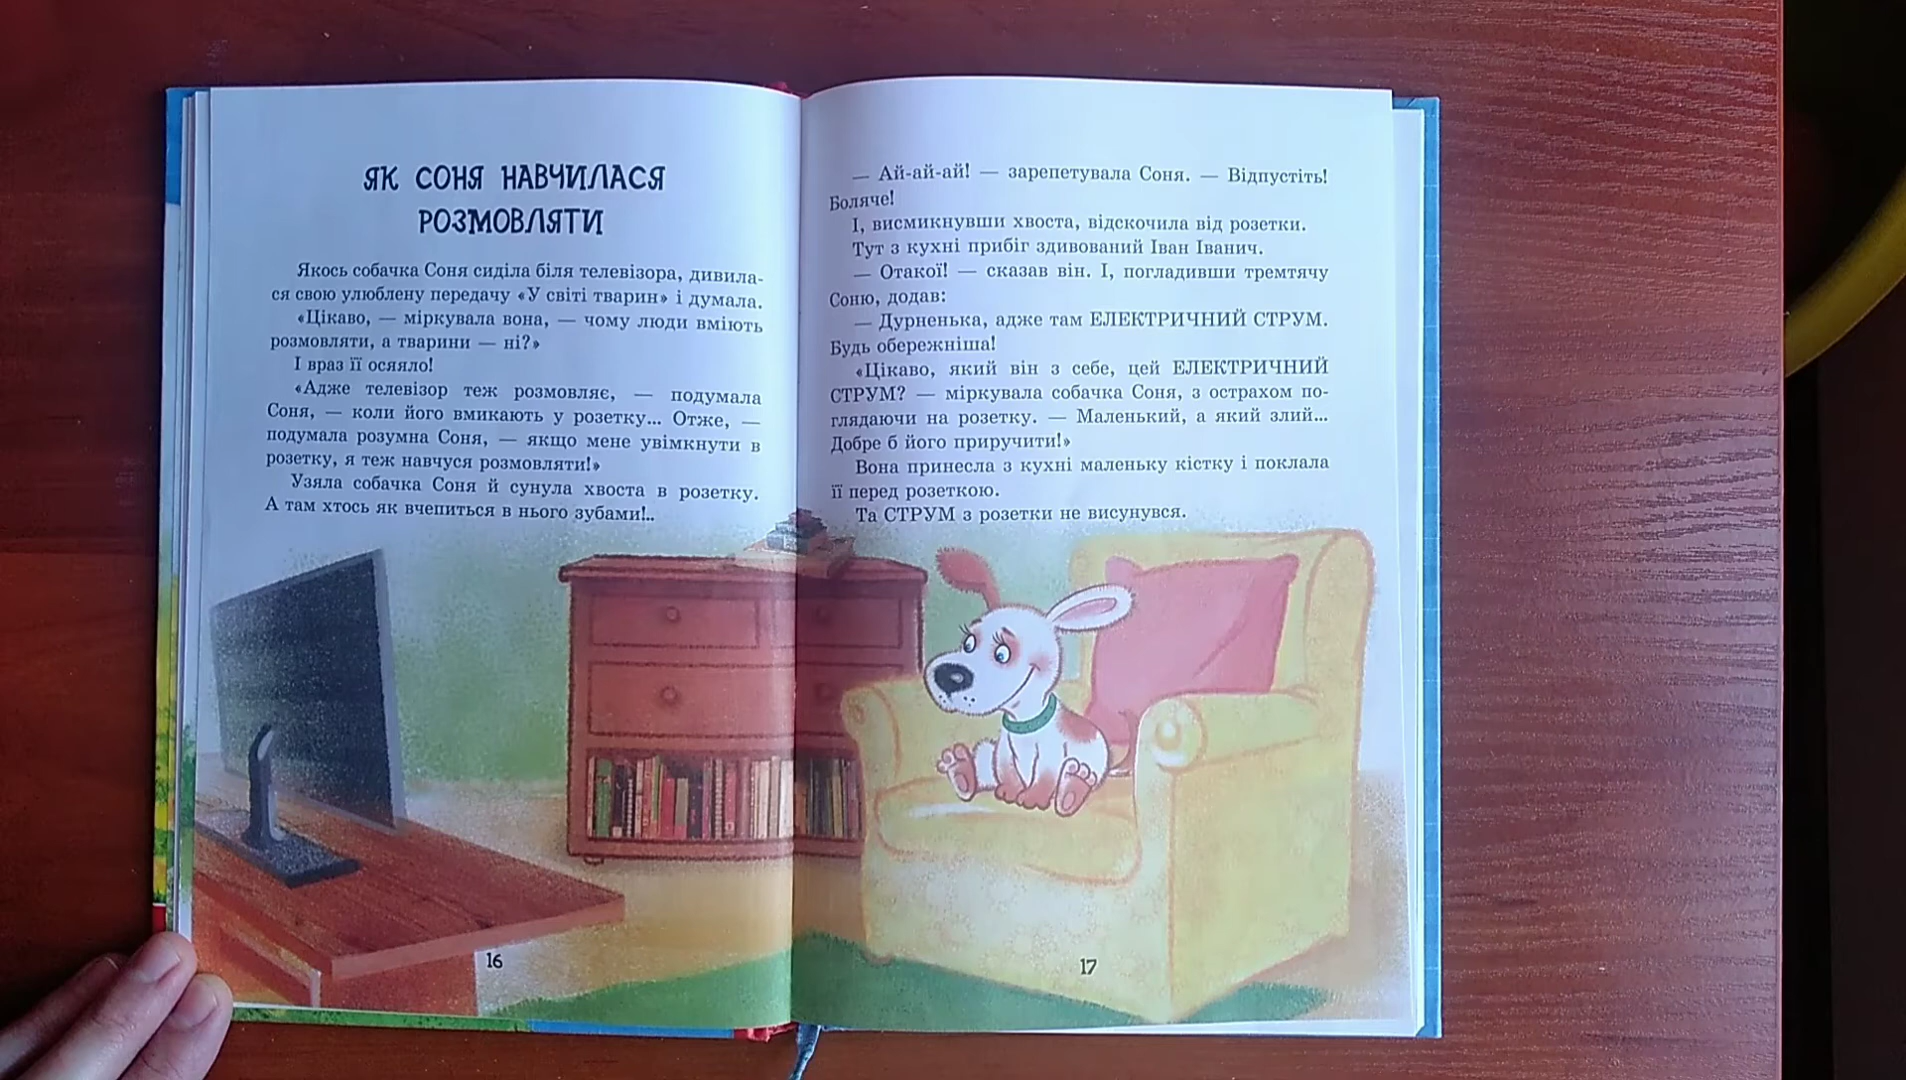 ЯК СОНЯ НАВЧИЛАСЯ
РОЗМОВЛЯТИ
Якось собачка Соня сиділа біля телевізора, дивила-
ся свою улюблену передачу «У світі тварин» і думала.
«Цікаво, — міркувала вона, — чому люди вміють
розмовляти, а тварини — ні?»
І враз її осяяло!
«Адже телевізор теж розмовляє, — подумала
Соня, — коли його вмикають у розетку... Отже, —
подумала розумна Соня, — якщо мене увімкнути в
розетку, я теж навчуся розмовляти!»
Узяла собачка Соня й сунула хвоста в розетку.
А там хтось як вчепиться в нього зубами!..
16
— Ай-ай-ай! — зарепетувала Соня. — Відпустіть!
Боляче!
І, висмикнувши хвоста, відскочила від розетки.
Тут з кухні прибіг здивований Іван Іванич.
— Отакої! — сказав він. І, погладивши тремтячу
Соню, додав:
— Дурненька, адже там ЕЛЕКТРИЧНИЙ СТРУМ.
Будь обережніша!
«Цікаво, який він з себе, цей ЕЛЕКТРИЧНИЙ
СТРУМ? — міркувала собачка Соня, з острахом по-
глядаючи на розетку. — Маленький, а який злий...
Добре б його приручити!»
Вона принесла з кухні маленьку кістку і поклала
її перед розеткою.
Та СТРУМ з розетки не висунувся.
17